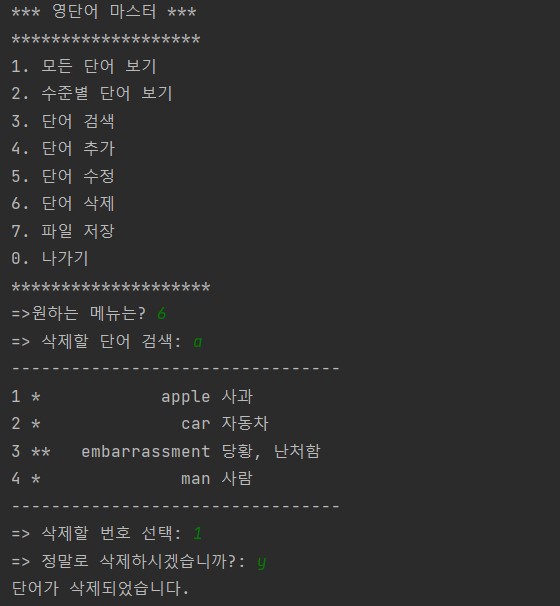 *** 영단어 마스터 ***
*******************
1. 모든 단어 보기
2. 수준별 단어 보기
3. 단어 검색
4. 단어 추가
5. 단어 수정
6. 단어 삭제
7. 파일 저장
0. 나가기
********************
=>원하는 메뉴는? 6
=> 삭제할 단어 검색: a
---------------------------------
1 *            apple 사과
2 *              car 자동차
3 **   embarrassment 당황, 난처함
4 *              man 사람
---------------------------------
=> 삭제할 번호 선택: 1
=> 정말로 삭제하시겠습니까?: y
단어가 삭제되었습니다.